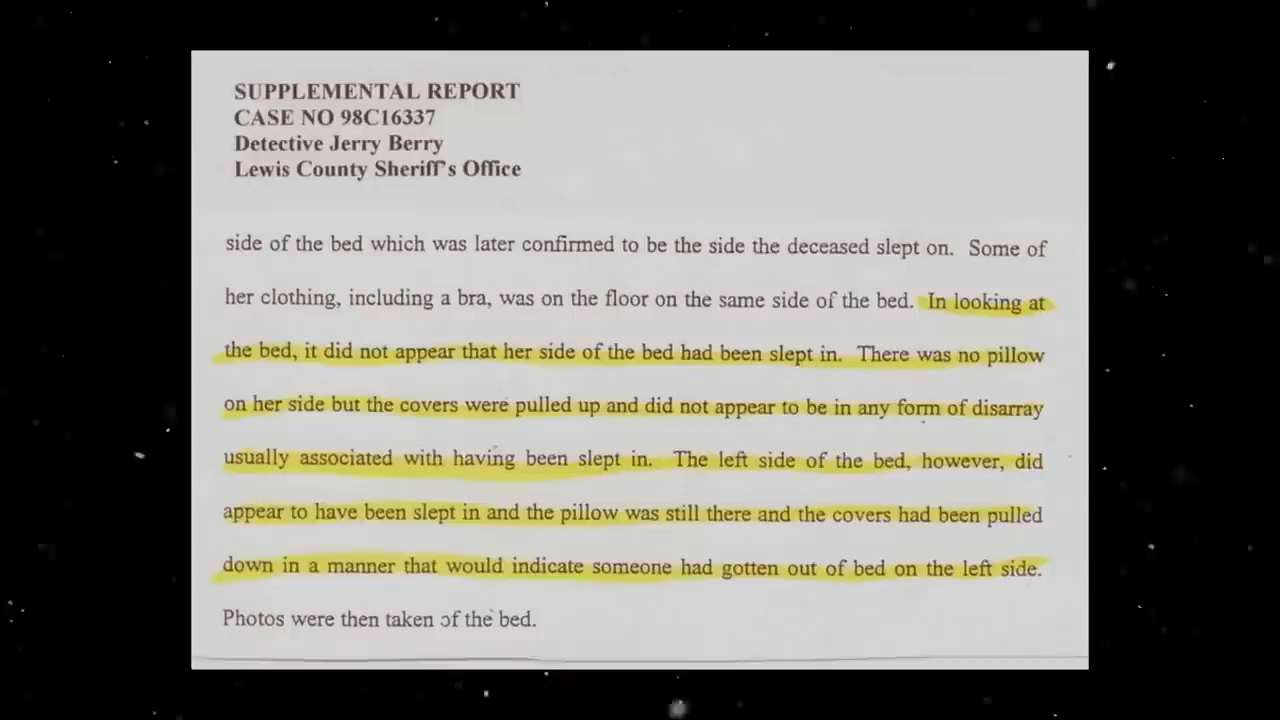 SUPPLEMENTAL REPORT
CASE NO 98C16337
Detective Jerry Berry
Lewis County Sheriff's Office
side of the bed which was later confirmed to be the side the deceased slept on. Some of
her clothing, including a bra, was on the floor on the same side of the bed. In looking at
the bed, it did not appear that her side of the bed had been slept in. There was no pillow
on her side but the covers were pulled up and did not appear to be in any form of disarray
usually associated with having been slept in. The left side of the bed, however, did
appear to have been slept in and the pillow was still there and the covers had been pulled
down in a manner that would indicate someone had gotten out of bed on the left side.
Photos were then taken of the bed.